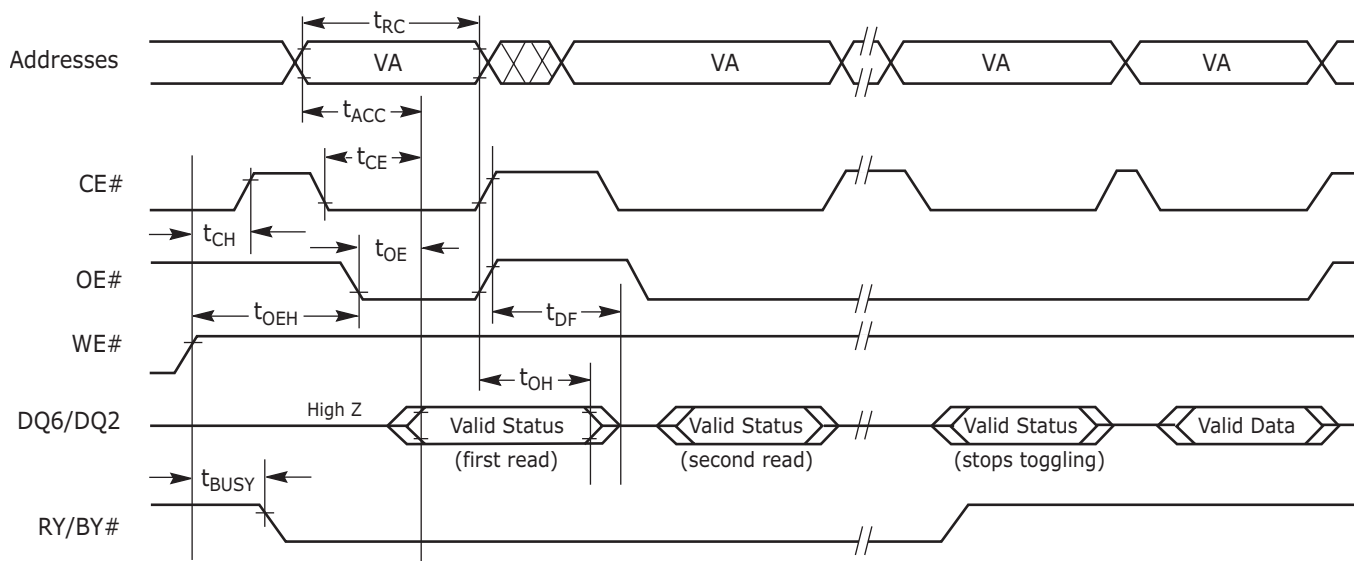 tRC
Addresses VA VA VA VA
tACC
tCE
CE#
tCH tOE
OE#
tOEH tDF
WE#
tOH
High Z
DQ6/DQ2 Valid Status Valid Status Valid Status Valid Data
(first read) (second read) (stops toggling)
tBUSY
RY/BY#